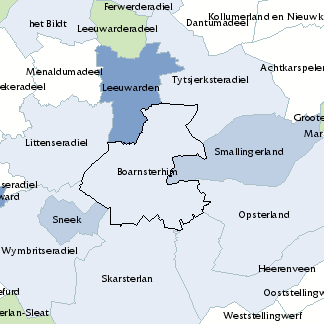 Ferwerderadiel
Kollumerland en Nieuwk
het Bildt
Dantumadeel
Leeuwarderadeel
Achtkarspelen
Menaldumadeel
Tytsjerksteradiel
ekeradeel
Leeuwarden
Groote
Mar
Littenseradiel
Smallingerland
Boarnsterhim
seradiel
ward
Sneek
Opsterland
Wymbritseradiel
Heerenveen
Skarsterlan
efurd
Ooststellingwerf
erlan-Sleat
Weststellingwerf